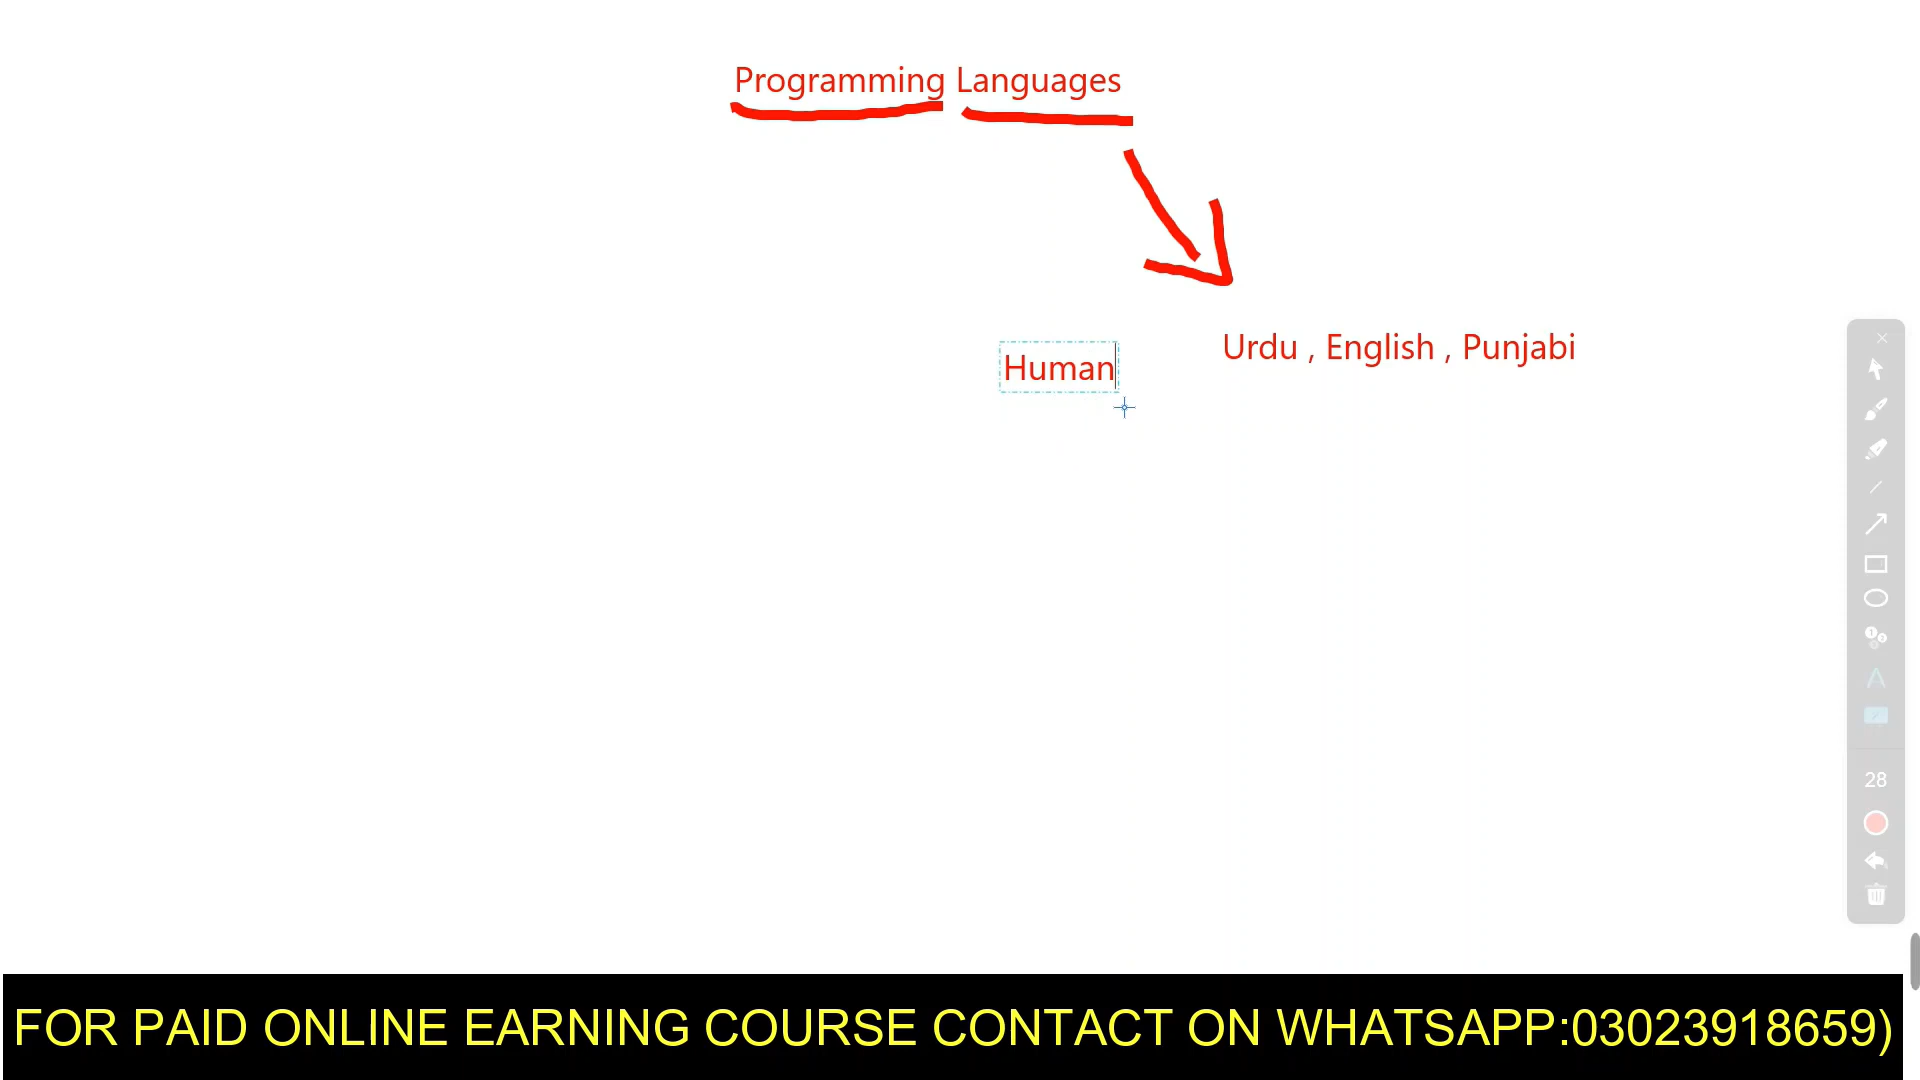 Programming Languages
Urdu , English , Punjabi
Human
28
FOR PAID ONLINE EARNING COURSE CONTACT ON WHATSAPP:03023918659)